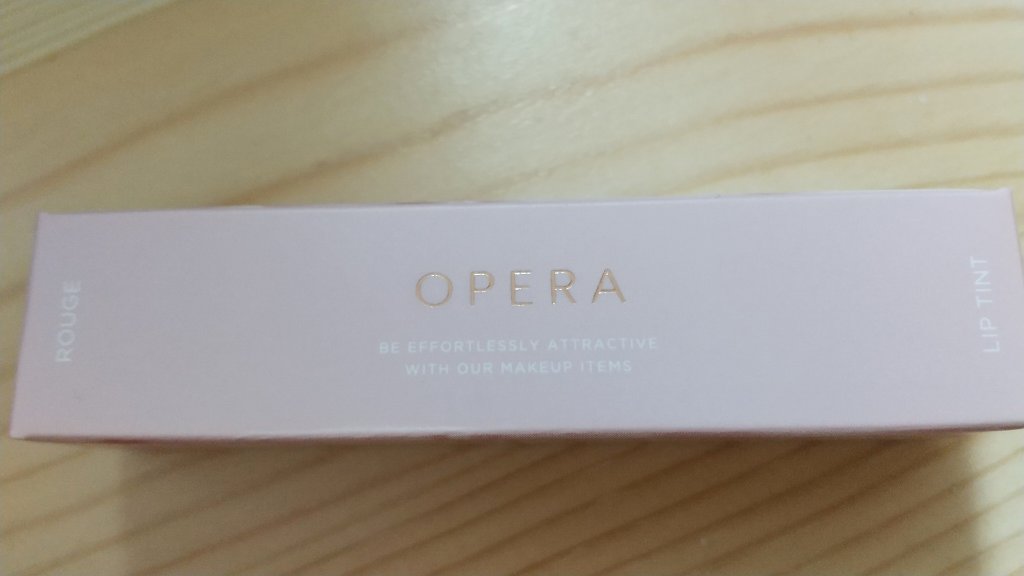 ROUGE
OPERA
BE EFFORTLESSLY ATTRACTIVE
WITH OUR MAKEUP ITEMS
LIP TINT